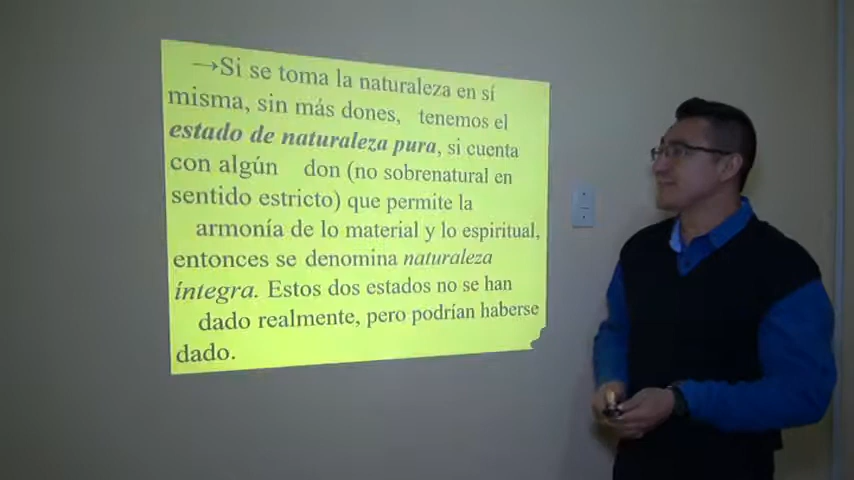 →Si se toma la naturaleza en sí
misma, sin más dones, tenemos el
estado de naturaleza pura, si cuenta
con algún don (no sobrenatural en
sentido estricto) que permite la
armonía de lo material y lo espiritual,
entonces se denomina naturaleza
íntegra. Estos dos estados no se han
dado realmente, pero podrían haberse
dado.